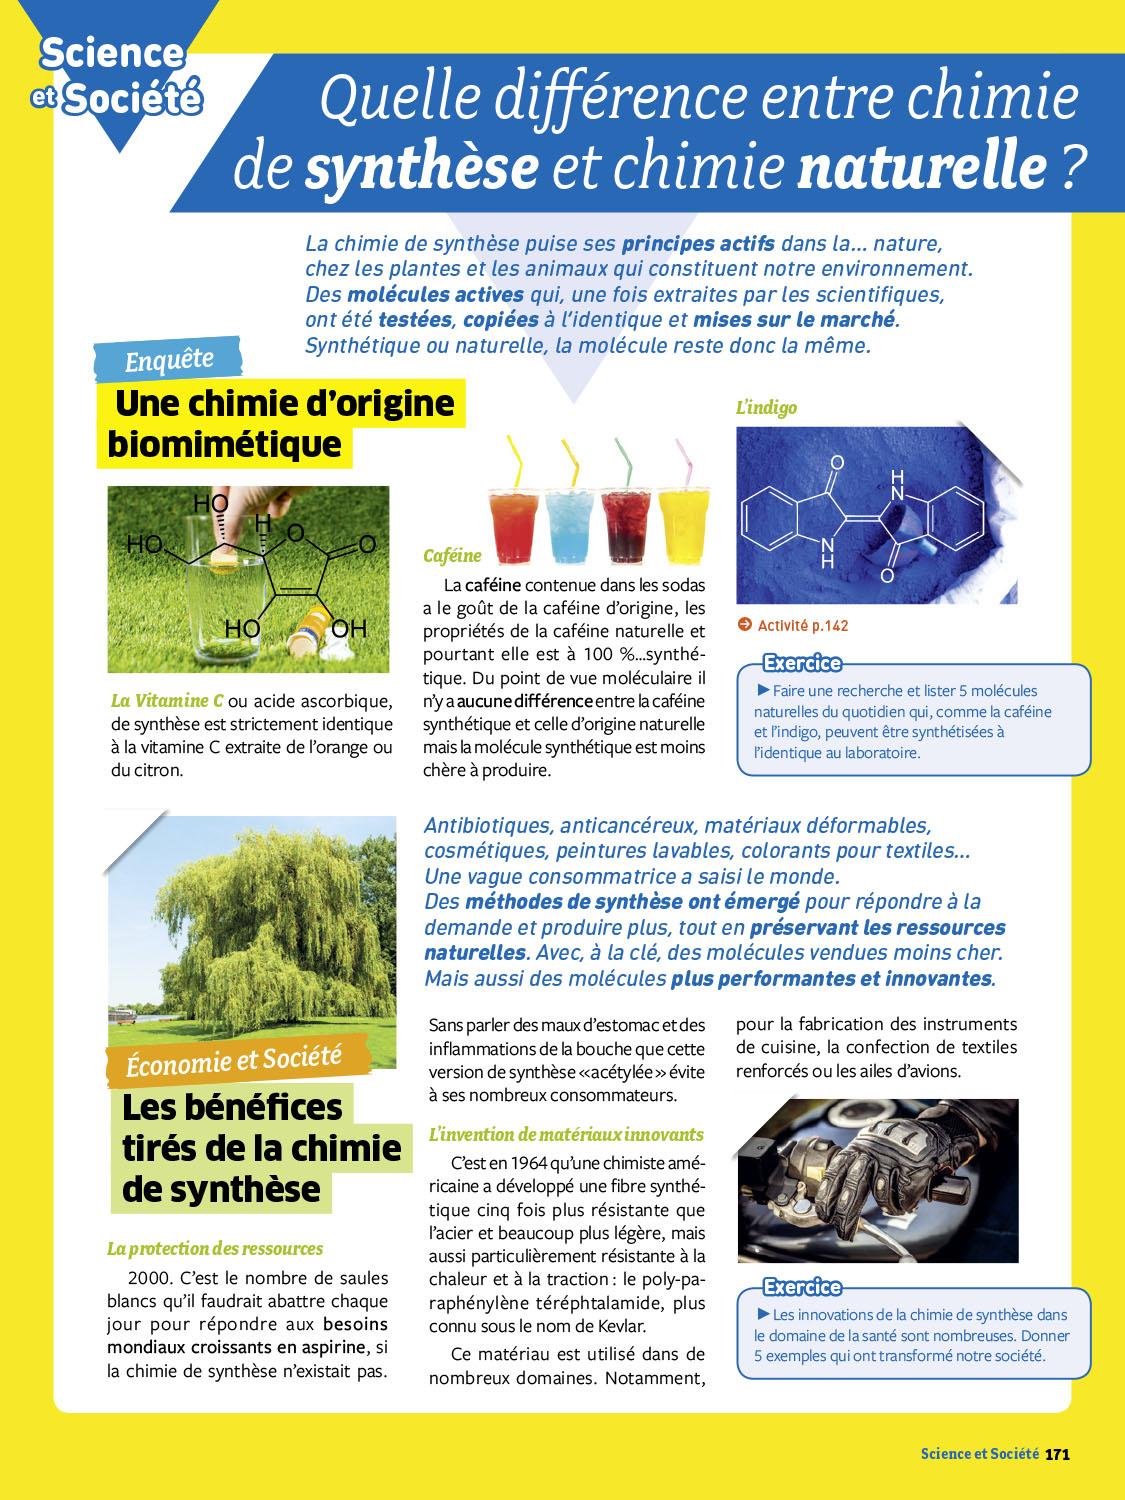 Science
et Société
Quelle différence entre chimie
de synthèse et chimie naturelle ?
La chimie de synthèse puise ses principes actifs dans la... nature,
chez les plantes et les animaux qui constituent notre environnement.
Des molécules actives qui, une fois extraites par les scientifiques,
ont été testées, copiées à l’identique et mises sur le marché.
Synthétique ou naturelle, la molécule reste donc la même.
Enquête
Une chimie d’origine
biomimétique
HO
H
O
HO
O
HO
OH
La Vitamine C ou acide ascorbique,
de synthèse est strictement identique
à la vitamine C extraite de l’orange ou
du citron.
Caféine
La caféine contenue dans les sodas
a le goût de la caféine d’origine, les
propriétés de la caféine naturelle et
pourtant elle est à 100 %...synthé-
tique. Du point de vue moléculaire il
n’y a aucune différence entre la caféine
synthétique et celle d’origine naturelle
mais la molécule synthétique est moins
chère à produire.
L’indigo
O
H
N
N
H
O
Activité p.142
Exercice
►Faire une recherche et lister 5 molécules
naturelles du quotidien qui, comme la caféine
et l’indigo, peuvent être synthétisées à
l’identique au laboratoire.
Antibiotiques, anticancéreux, matériaux déformables,
cosmétiques, peintures lavables, colorants pour textiles...
Une vague consommatrice a saisi le monde.
Des méthodes de synthèse ont émergé pour répondre à la
demande et produire plus, tout en préservant les ressources
naturelles. Avec, à la clé, des molécules vendues moins cher.
Mais aussi des molécules plus performantes et innovantes.
Économie et Société
Les bénéfices
tirés de la chimie
de synthèse
La protection des ressources
2000. C’est le nombre de saules
blancs qu’il faudrait abattre chaque
jour pour répondre aux besoins
mondiaux croissants en aspirine, si
la chimie de synthèse n’existait pas.
Sans parler des maux d’estomac et des
inflammations de la bouche que cette
version de synthèse «acétylée» évite
à ses nombreux consommateurs.
L’invention de matériaux innovants
C’est en 1964 qu’une chimiste amé-
ricaine a développé une fibre synthé-
tique cinq fois plus résistante que
l’acier et beaucoup plus légère, mais
aussi particulièrement résistante à la
chaleur et à la traction : le poly-pa-
raphénylène téréphtalamide, plus
connu sous le nom de Kevlar.
Ce matériau est utilisé dans de
nombreux domaines. Notamment,
pour la fabrication des instruments
de cuisine, la confection de textiles
renforcés ou les ailes d’avions.
Exercice
►Les innovations de la chimie de synthèse dans
le domaine de la santé sont nombreuses. Donner
5 exemples qui ont transformé notre société.
Science et Société 171